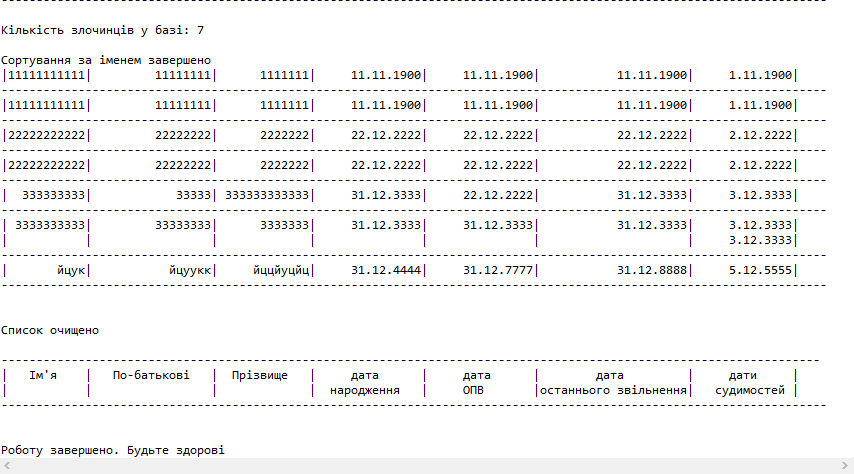 --------------------------------------------------------------------------------------------------------------------
Кількість злочинців у базі: 7
Сортування за іменем завершено
|11111111111|         11111111|      1111111|     11.11.1900|     11.11.1900|           11.11.1900|     1.11.1900|
----------------------------------------------------------------------------------------------------------------------
|11111111111|         11111111|      1111111|     11.11.1900|     11.11.1900|           11.11.1900|     1.11.1900|
----------------------------------------------------------------------------------------------------------------------
|22222222222|         22222222|      2222222|     22.12.2222|     22.12.2222|           22.12.2222|     2.12.2222|
----------------------------------------------------------------------------------------------------------------------
|22222222222|         22222222|      2222222|     22.12.2222|     22.12.2222|           22.12.2222|     2.12.2222|
----------------------------------------------------------------------------------------------------------------------
|  333333333|            33333| 333333333333|     31.12.3333|     22.12.2222|           31.12.3333|     3.12.3333|
----------------------------------------------------------------------------------------------------------------------
| 3333333333|         33333333|      3333333|     31.12.3333|     31.12.3333|           31.12.3333|     3.12.3333|
|           |                 |             |               |               |                     |     3.12.3333|
----------------------------------------------------------------------------------------------------------------------
|       йцук|           йцуукк|     йццйуцйц|     31.12.4444|     31.12.7777|           31.12.8888|     5.12.5555|
----------------------------------------------------------------------------------------------------------------------
Список очищено
---------------------------------------------------------------------------------------------------------------------
|   Ім'я    |   По-батькові   |  Прізвище   |     дата      |     дата      |        дата         |     дати     |
|           |                 |             |  народження   |     ОПВ       |останнього звільнення|   судимостей |
----------------------------------------------------------------------------------------------------------------------
Роботу завершено. Будьте здорові